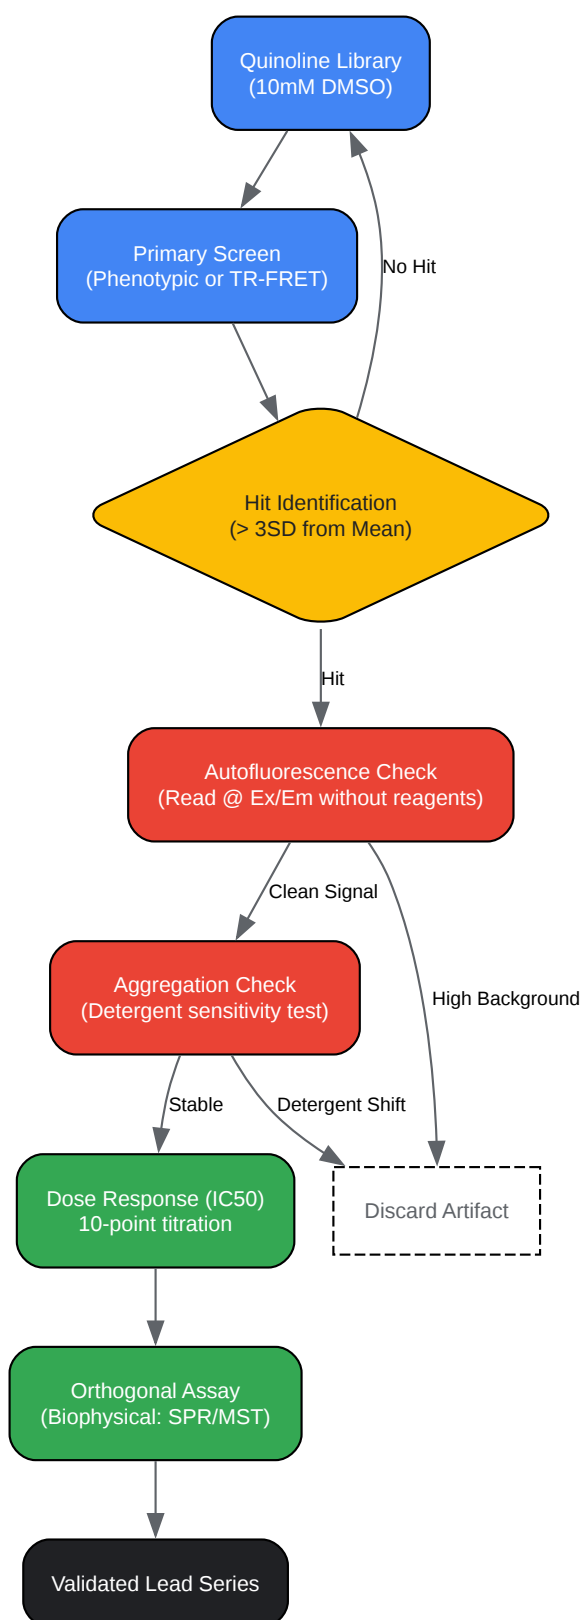 Quinoline Library
(10mM DMSO)
Primary Screen
(Phenotypic or TR-FRET)
No Hit
Hit Identification
(> 3SD from Mean)
Hit
Autofluorescence Check
(Read @ Ex/Em without reagents)
Clean Signal
Aggregation Check
(Detergent sensitivity test)
High Background
Stable
Detergent Shift
Dose Response (IC50)
10-point titration
Discard Artifact
Orthogonal Assay
(Biophysical: SPR/MST)
Validated Lead Series